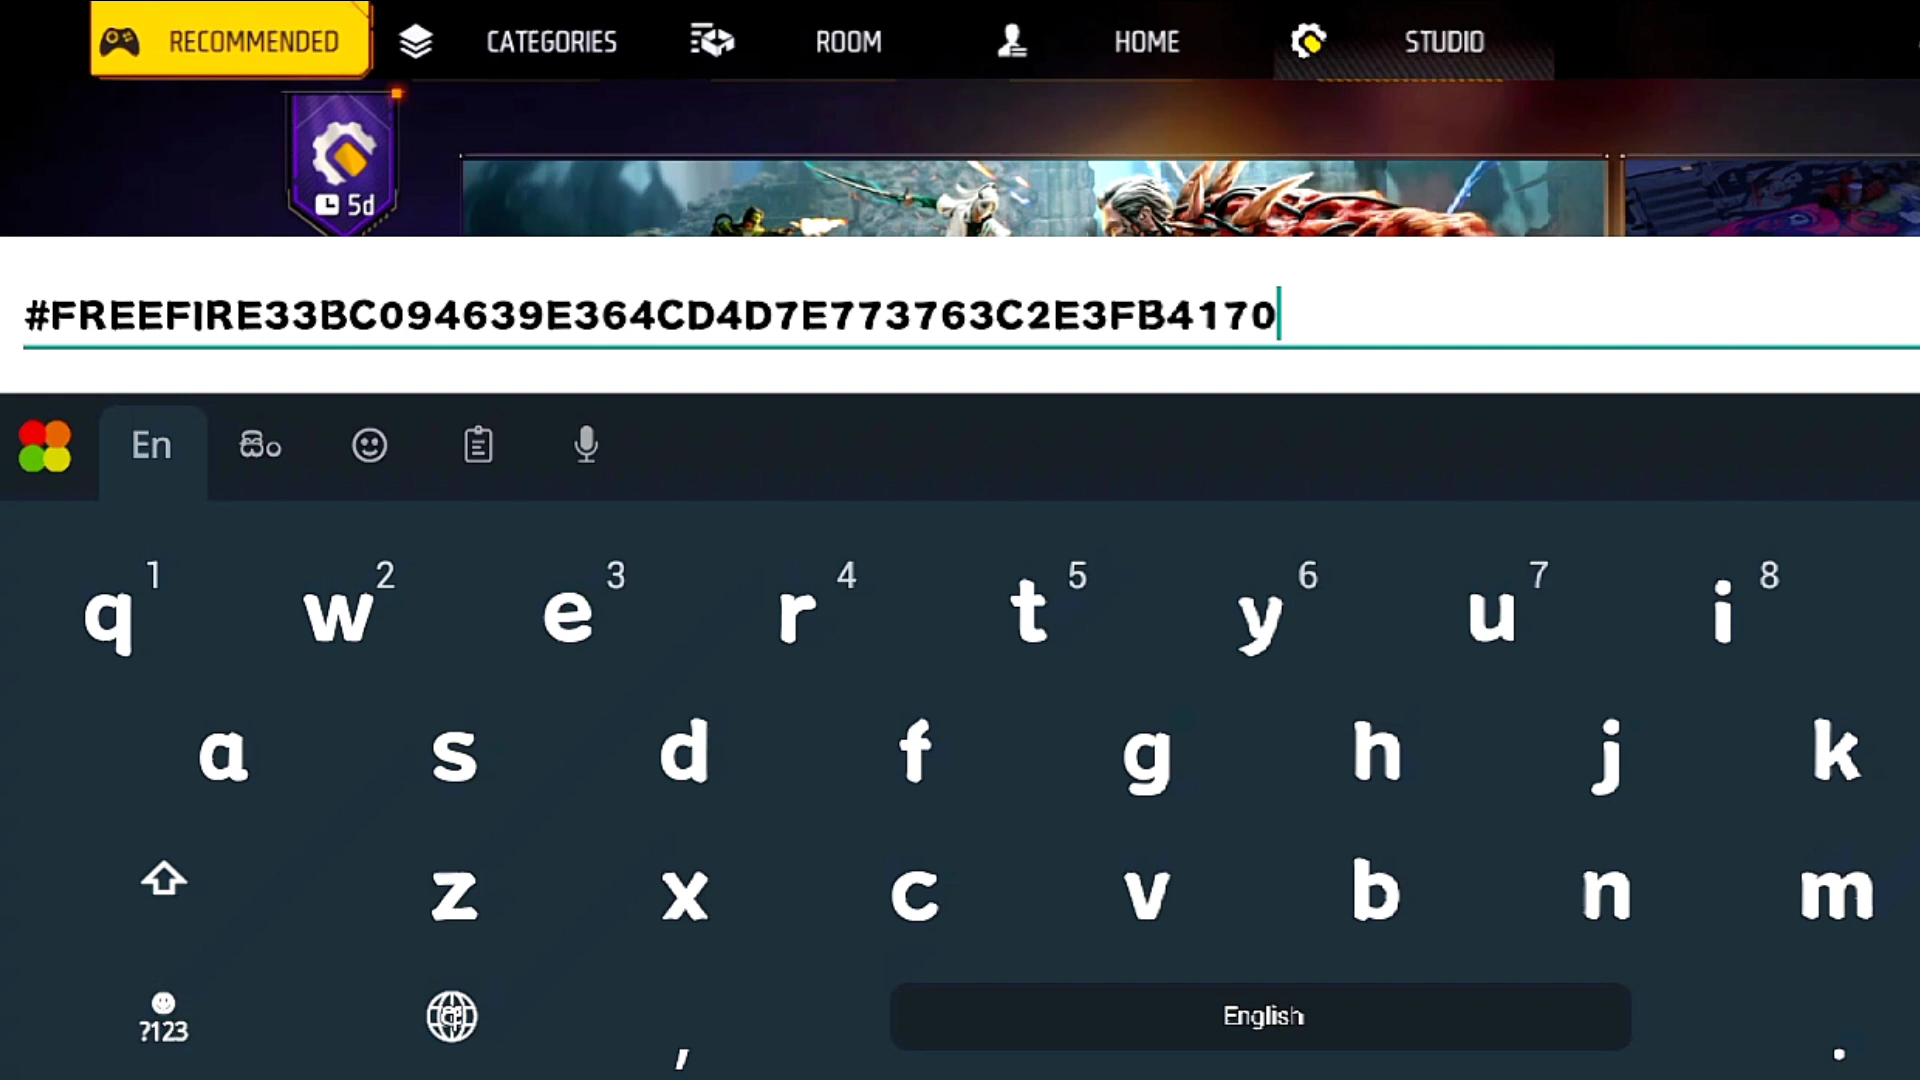 RECOMMENDED CATEGORIES ROOM HOME STUDIO
5d
#FREEFIRE33BC094639E364CD4D7E773763C2E3FB4170
En සිං
q 1 w 2 e 3 r 4 t 5 y 6 u 7 i 8
a s d f g h j k
z x c v b n m
?123 , English .